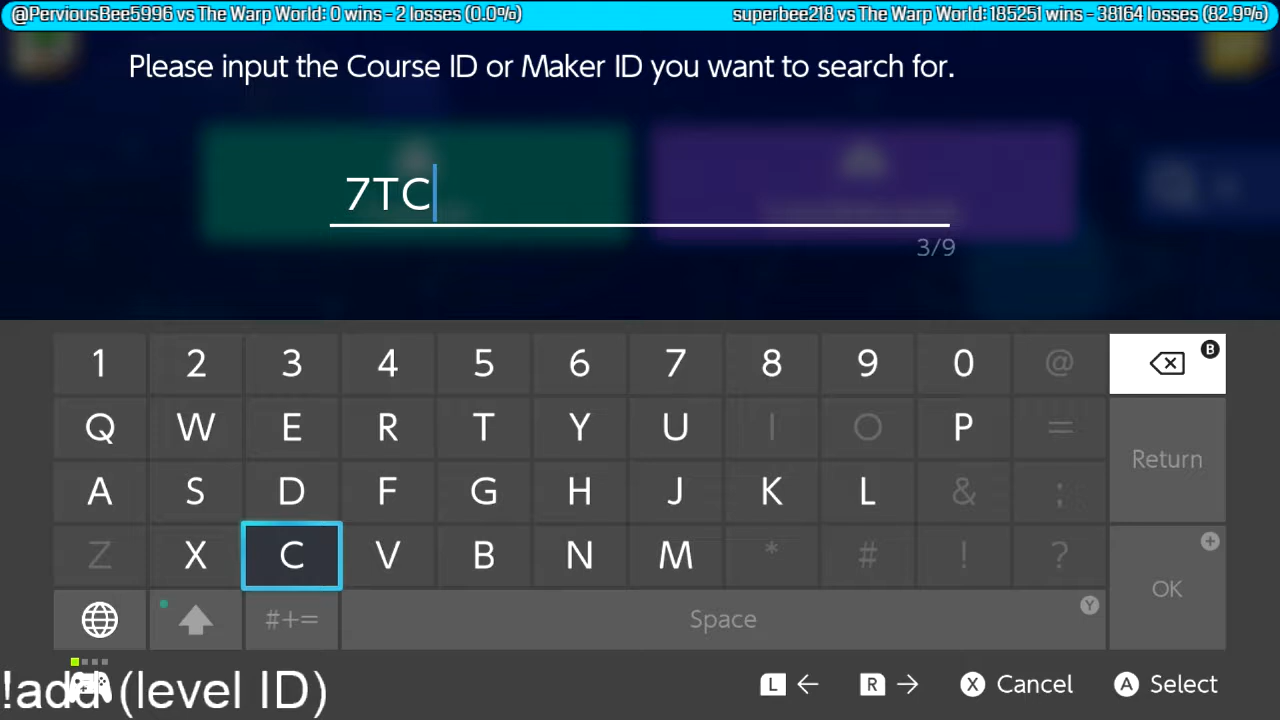 @PerviousBee5996 vs The Warp World: 0 wins - 2 losses (0.0%) superbee218 vs The Warp World: 185251 wins - 38164 losses (82.9%)
Please input the Course ID or Maker ID you want to search for.
7TC
3/9
1 2 3 4 5 6 7 8 9 0 @ B
Q W E R T Y U I O P =
Return
A S D F G H J K L & ;
Z X C V B N M * # ! ? +
OK
#+= Space Y
!add (level ID)
L ← R → X Cancel A Select